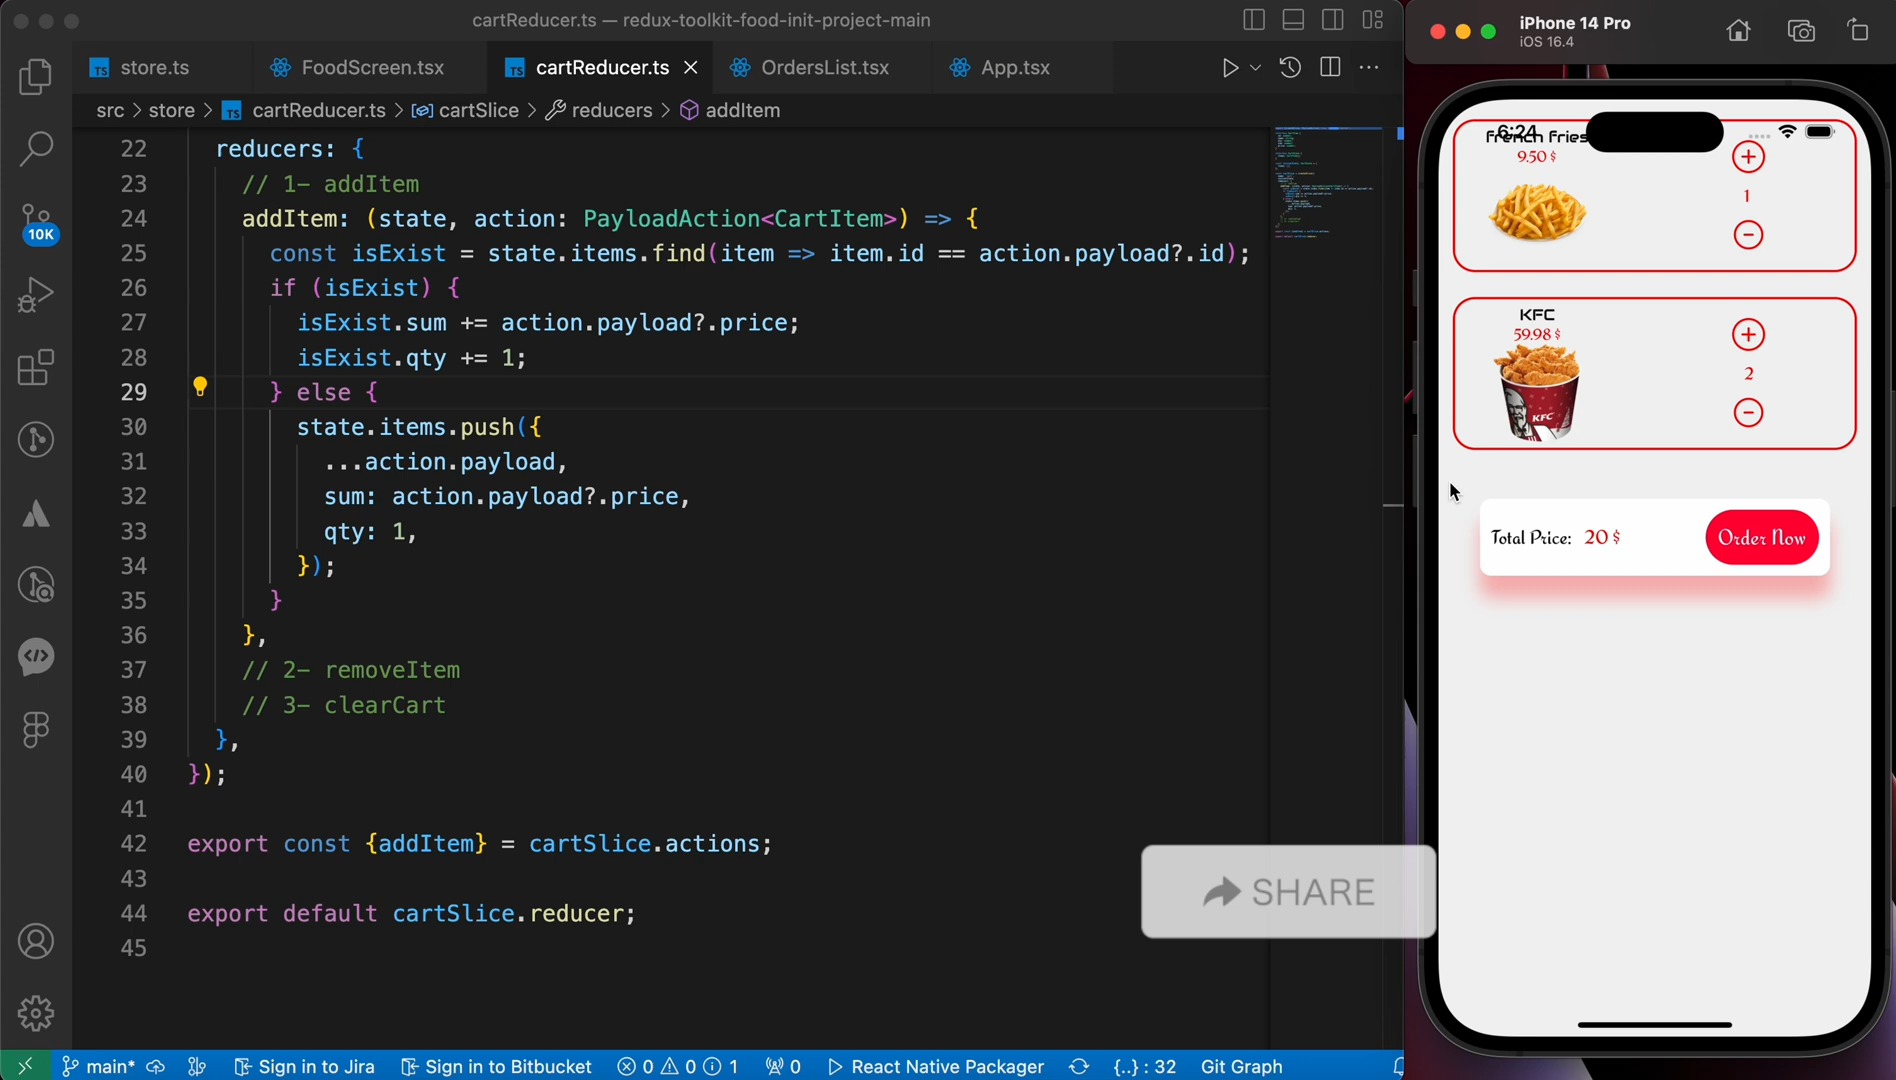 cartReducer.ts — redux-toolkit-food-init-project-main
store.ts
FoodScreen.tsx
cartReducer.ts
OrdersList.tsx
App.tsx
src > store > TS cartReducer.ts > cartSlice > reducers > addItem
22 reducers: {
23 // 1- addItem
24 addItem: (state, action: PayloadAction<CartItem>) => {
25 const isExist = state.items.find(item => item.id == action.payload?.id);
26 if (isExist) {
27 isExist.sum += action.payload?.price;
28 isExist.qty += 1;
29 } else {
30 state.items.push({
31 ...action.payload,
32 sum: action.payload?.price,
33 qty: 1,
34 });
35 }
36 },
37 // 2- removeItem
38 // 3- clearCart
39 },
40 });
41
42 export const {addItem} = cartSlice.actions;
43
44 export default cartSlice.reducer;
45
10K
SHARE
main* Sign in to Jira Sign in to Bitbucket 0 0 1 0 React Native Packager {..} : 32 Git Graph
iPhone 14 Pro
iOS 16.4
6:24
french fries
9.50 $
1
KFC
59.98 $
KFC
2
Total Price: 20 $
Order Now